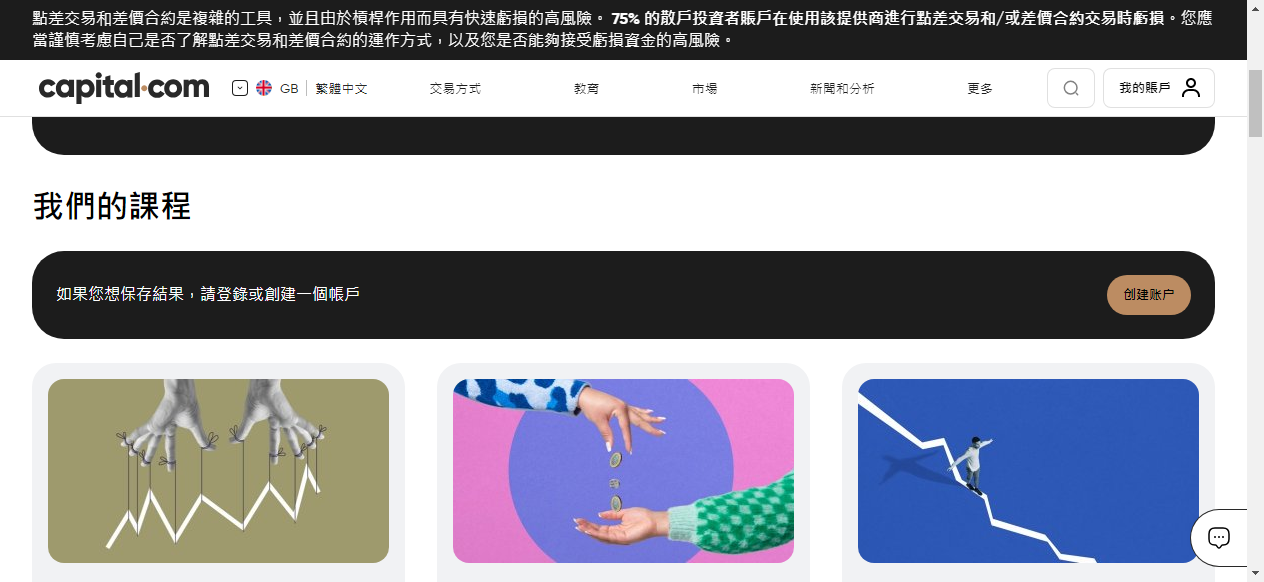 點差交易和差價合約是複雜的工具，並且由於槓桿作用而具有快速虧損的高風險。 75% 的散戶投資者賬戶在使用該提供商進行點差交易和/或差價合約交易時虧損。您應
當謹慎考慮自己是否了解點差交易和差價合約的運作方式，以及您是否能夠接受虧損資金的高風險。
capital.com GB 繁體中文 交易方式 教育 市場 新聞和分析 更多 我的賬戶
我們的課程
如果您想保存結果，請登錄或創建一個帳戶 创建账户